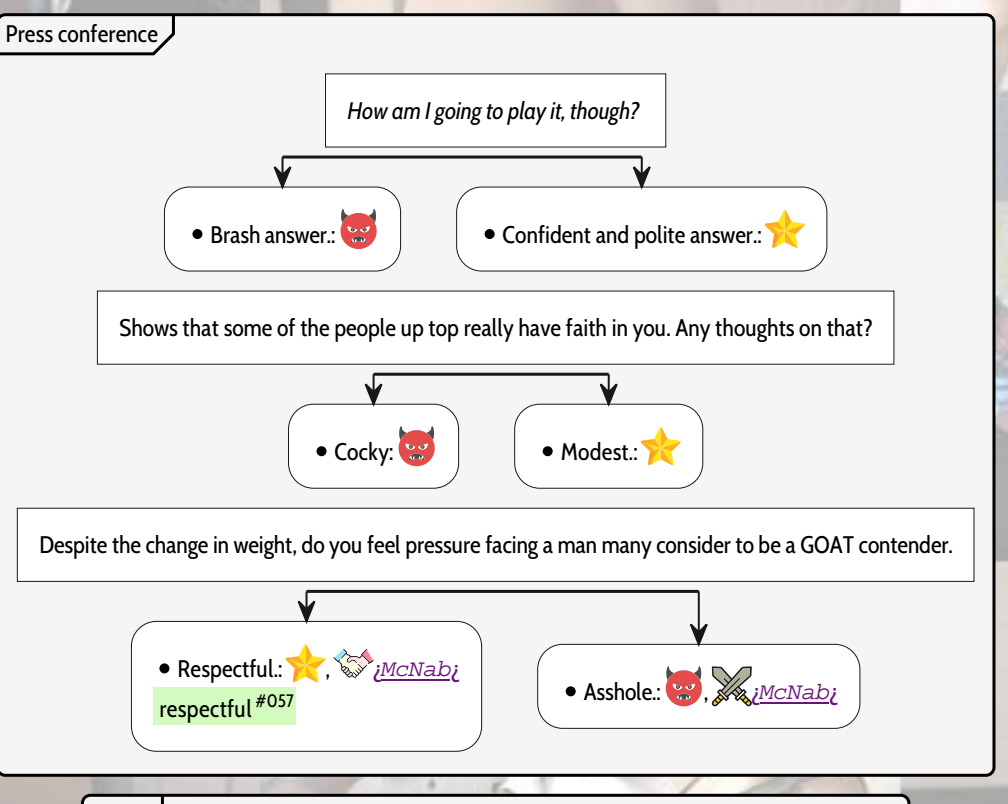 Press conference
How am I going to play it, though?
• Brash answer.:
• Confident and polite answer.:
Shows that some of the people up top really have faith in you. Any thoughts on that?
• Cocky:
• Modest.:
Despite the change in weight, do you feel pressure facing a man many consider to be a GOAT contender.
• Respectful.: , ¿McNab¿
respectful #057
• Asshole.: , ¿McNab¿